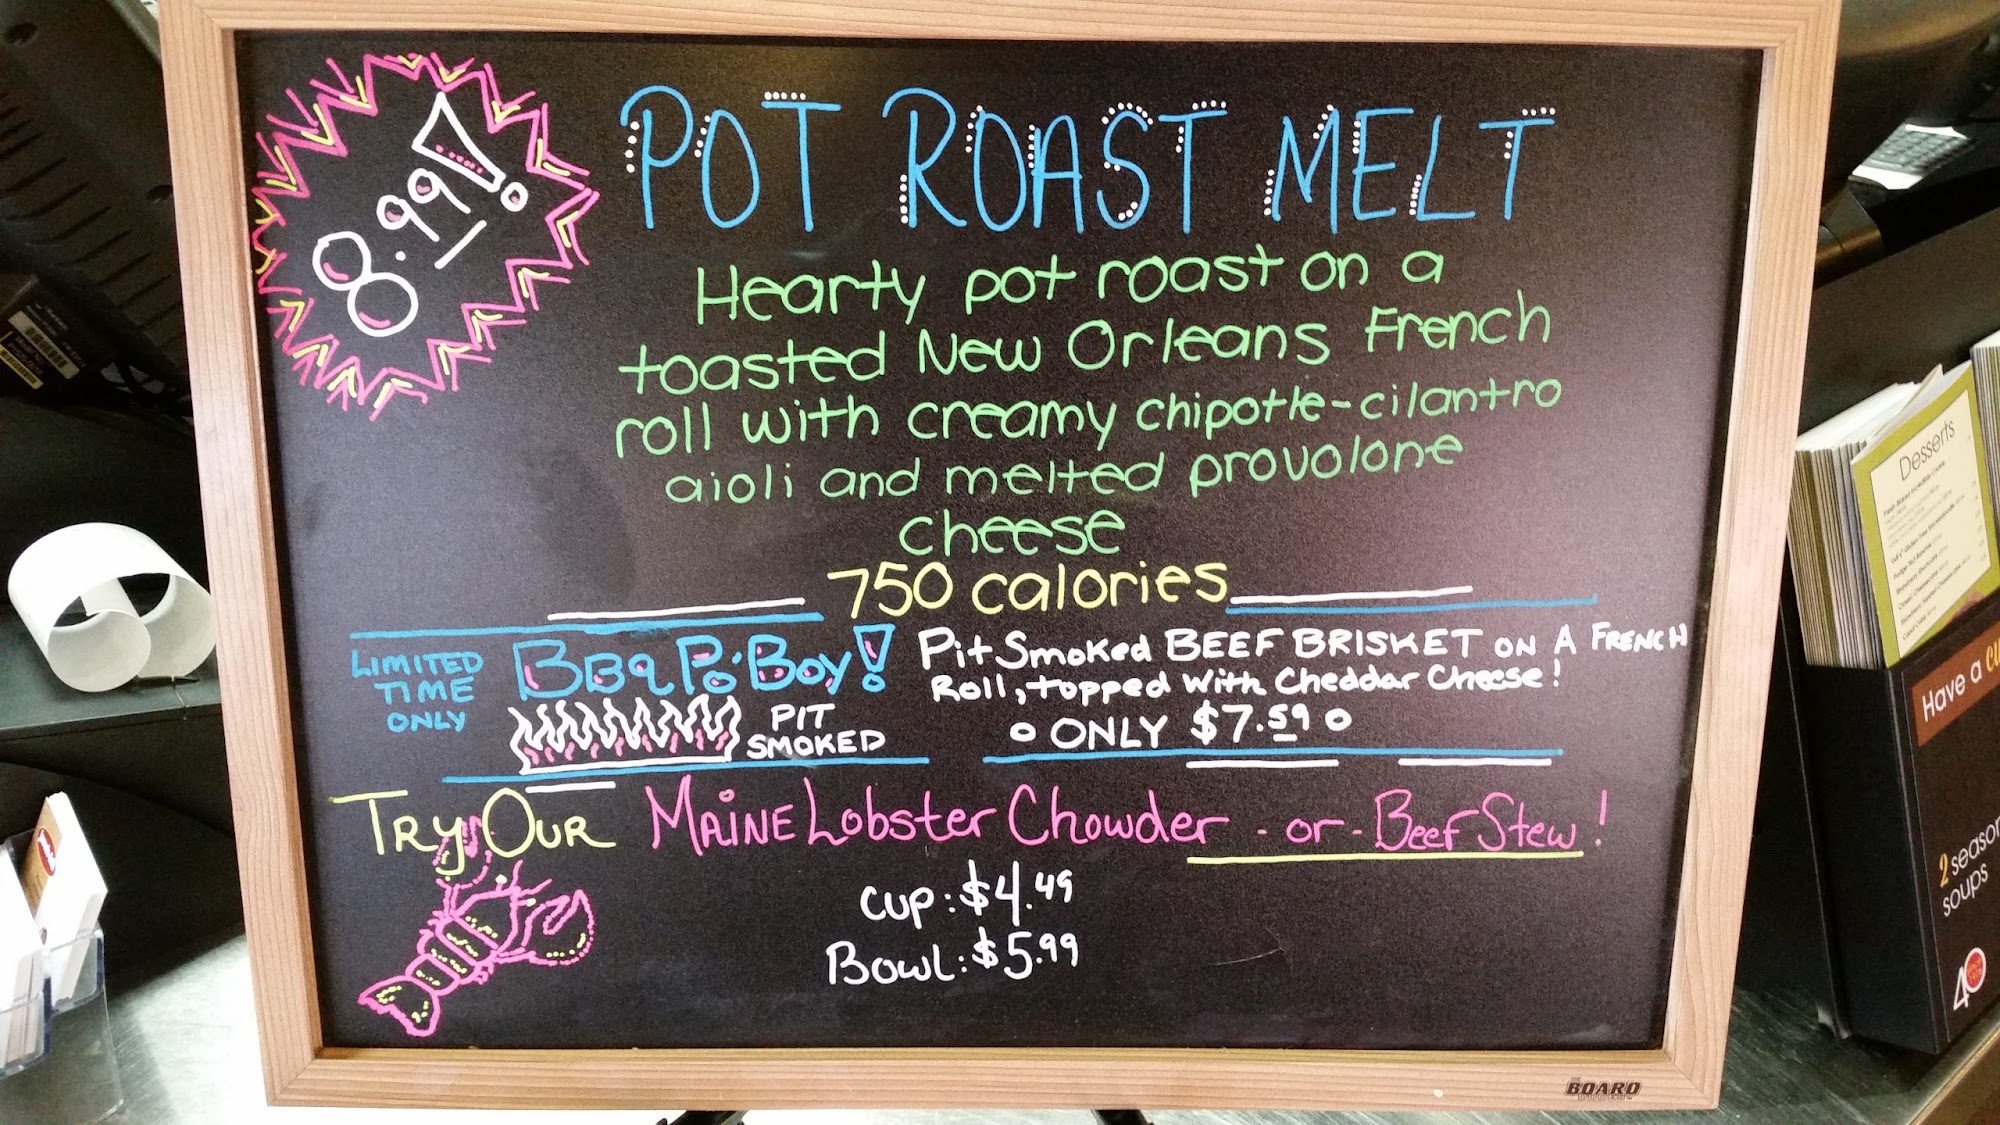 8.99!
POT ROAST MELT
Hearty pot roast on a
toasted New Orleans French
roll with creamy chipotle-cilantro
aioli and melted provolone
cheese
750 calories
LIMITED
TIME
ONLY
BBQ PO'BOY!
PIT
SMOKED
Pit Smoked BEEF BRISKET ON A FRENCH
Roll, topped with Cheddar Cheese!
ONLY $7.59
TRY OUR MAINE Lobster Chowder -or- Beef Stew!
Cup: $4.49
Bowl: $5.99
BOARD
Desserts
Have a cu
2 season
soups
40